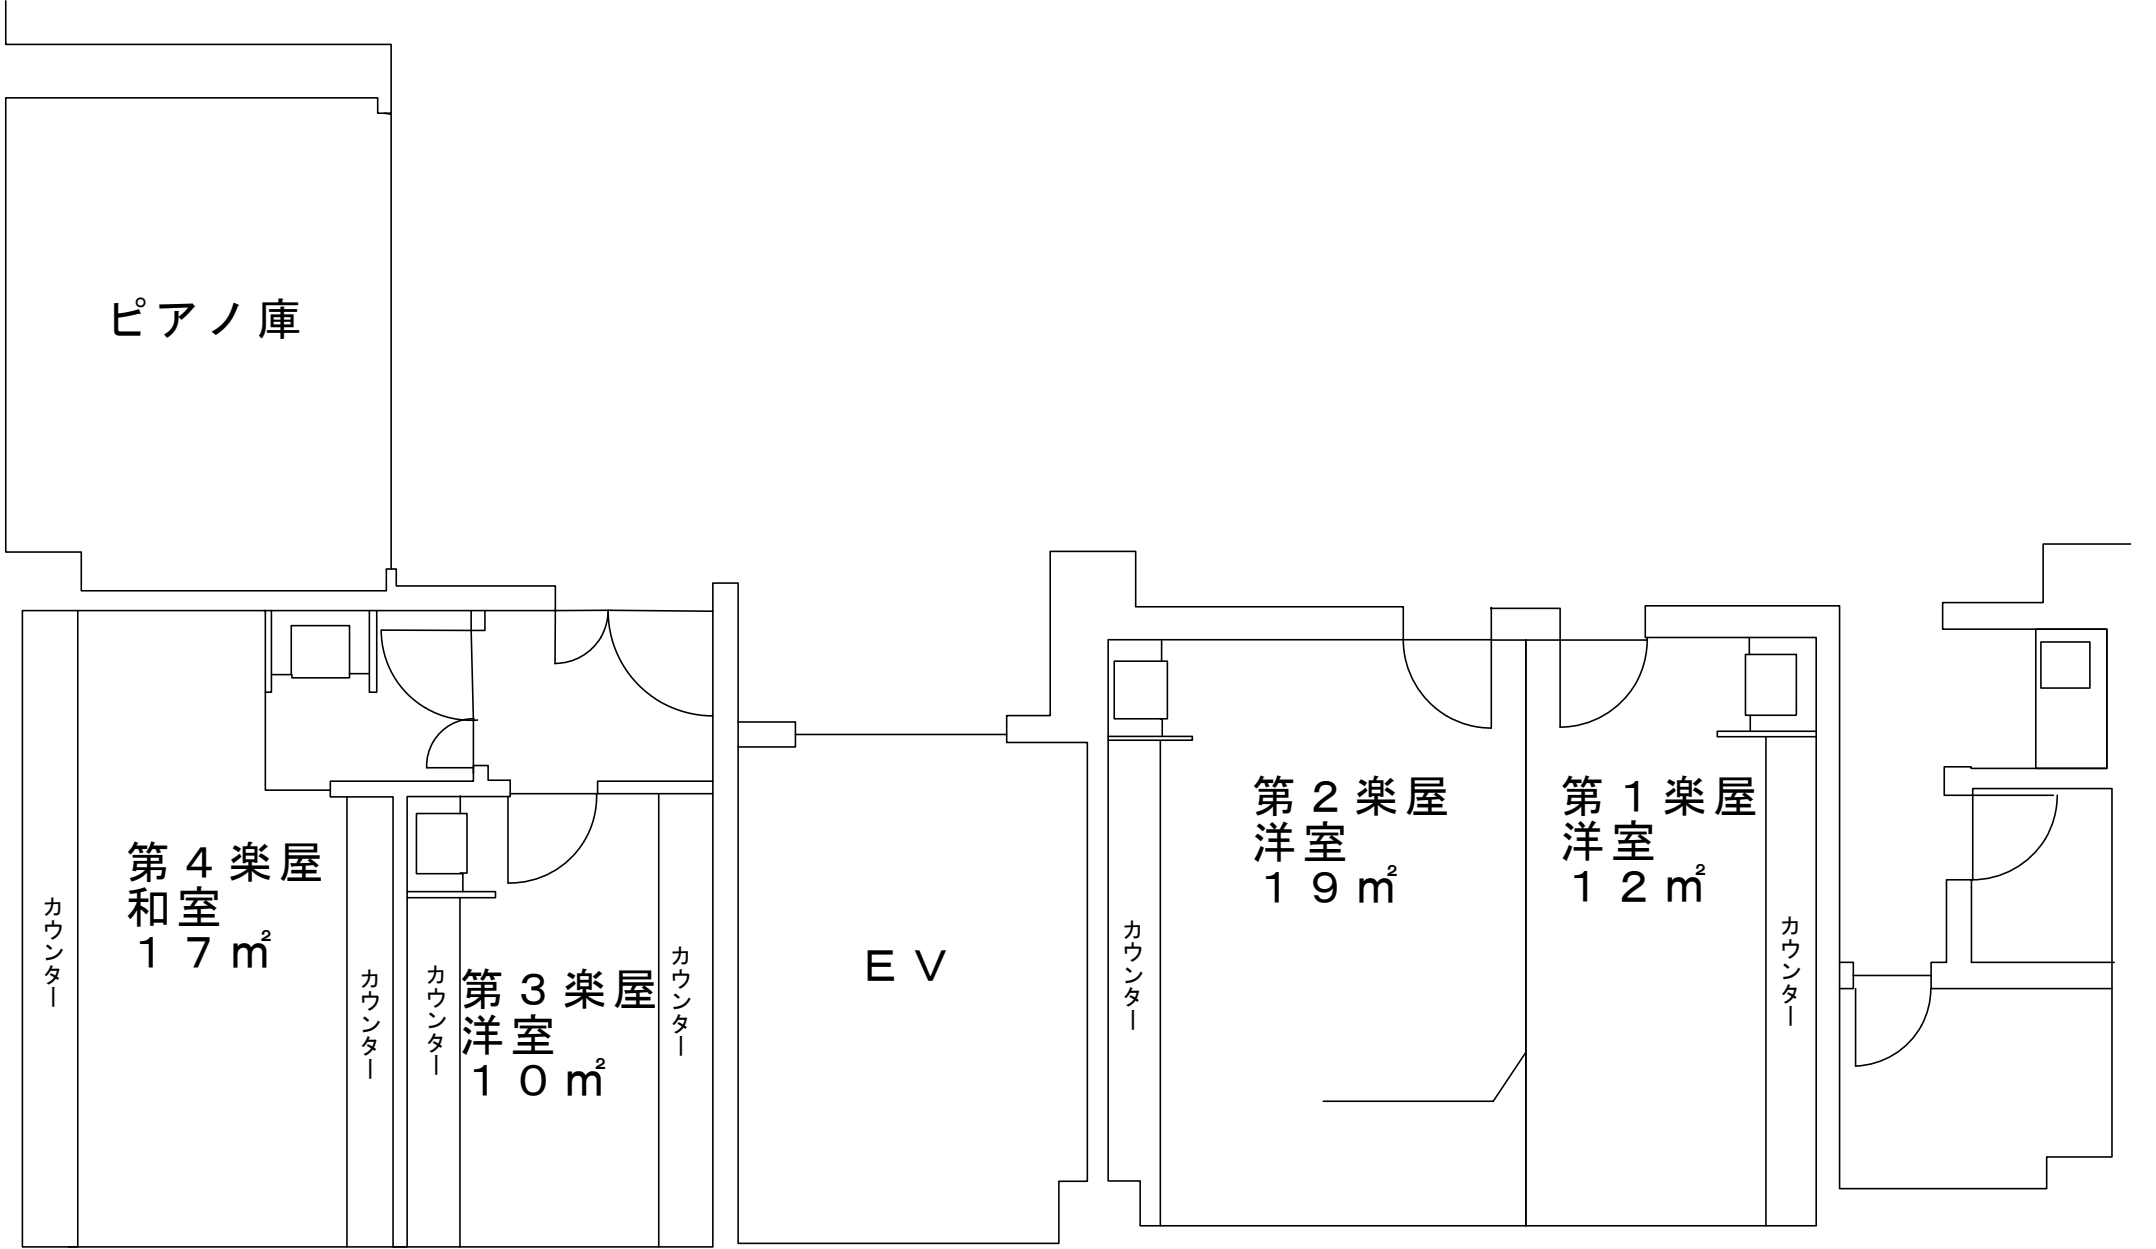 ピアノ庫
第４楽屋
和室
１７㎡
カウンター
カウンター
カウンター
第３楽屋
洋室
１０㎡
カウンター
ＥＶ
カウンター
第２楽屋
洋室
１９㎡
第１楽屋
洋室
１２㎡
カウンター